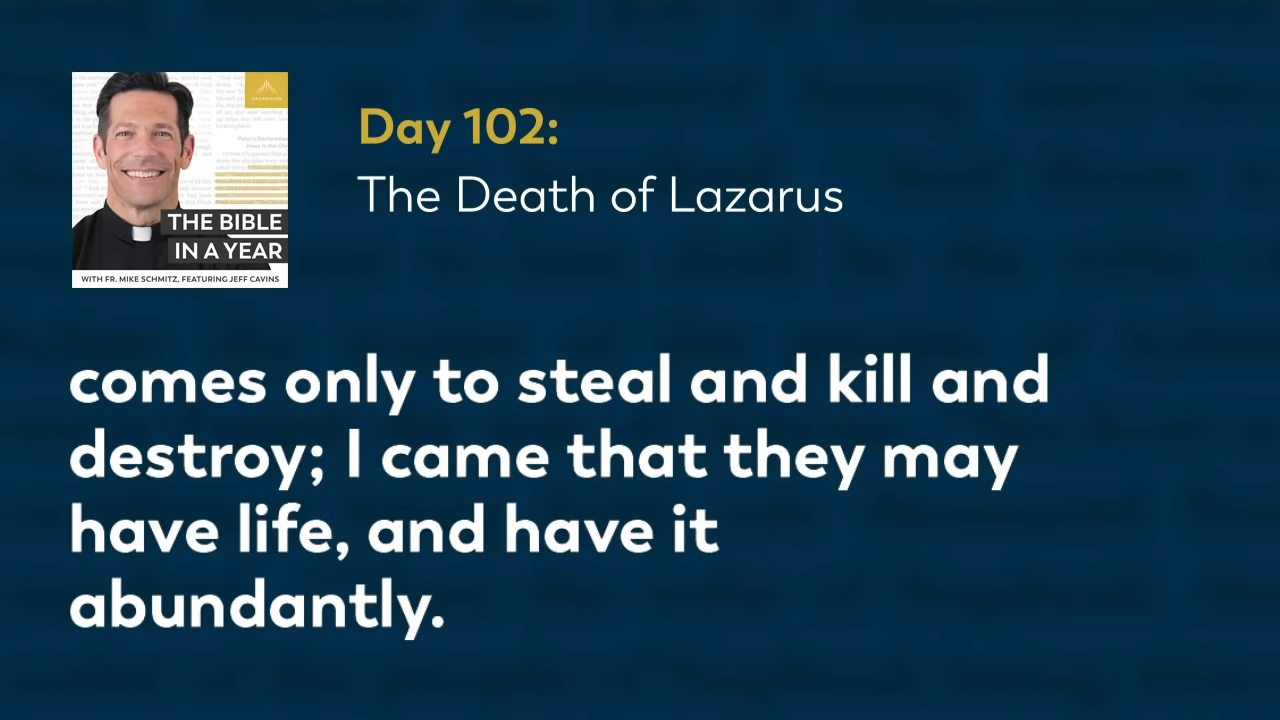 Day 102:
The Death of Lazarus
THE BIBLE
IN A YEAR
WITH FR. MIKE SCHMITZ, FEATURING JEFF CAVINS
comes only to steal and kill and
destroy; I came that they may
have life, and have it
abundantly.